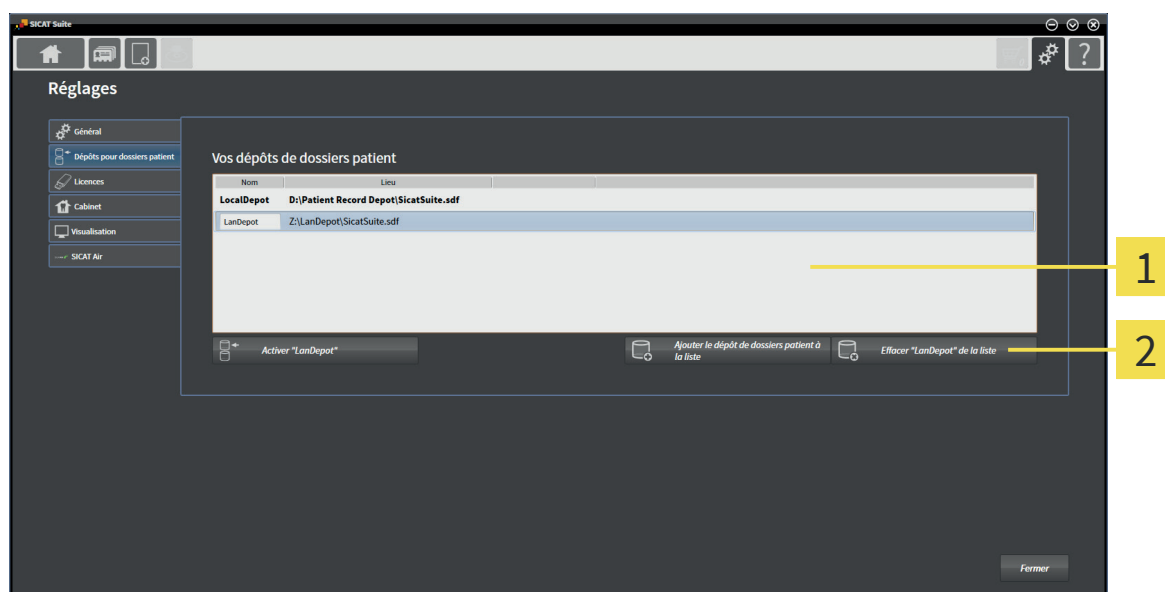 SICAT Suite
?
Réglages
Général
Dépôts pour dossiers patient
Licences
Cabinet
Visualisation
SICAT Air
Vos dépôts de dossiers patient
Nom Lieu
LocalDepot D:\Patient Record Depot\SicatSuite.sdf
LanDepot Z:\LanDepot\SicatSuite.sdf
Activer "LanDepot"
Ajouter le dépôt de dossiers patient à
la liste
Effacer "LanDepot" de la liste
Fermer
1
2